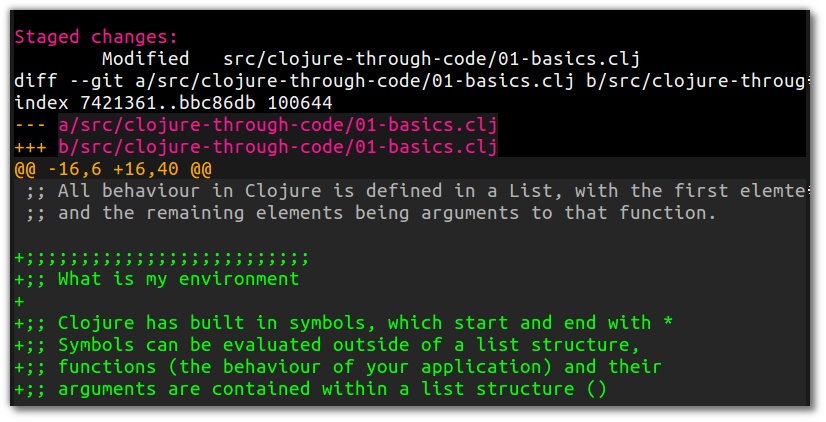 Staged changes:
        Modified   src/clojure-through-code/01-basics.clj
diff --git a/src/clojure-through-code/01-basics.clj b/src/clojure-throug
index 7421361..bbc86db 100644
--- a/src/clojure-through-code/01-basics.clj
+++ b/src/clojure-through-code/01-basics.clj
@@ -16,6 +16,40 @@
 ;; All behaviour in Clojure is defined in a List, with the first elemte
 ;; and the remaining elements being arguments to that function.

+;;;;;;;;;;;;;;;;;;;;;;;;;;
+;; What is my environment
+
+;; Clojure has built in symbols, which start and end with *
+;; Symbols can be evaluated outside of a list structure,
+;; functions (the behaviour of your application) and their
+;; arguments are contained within a list structure ()